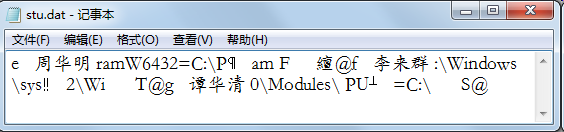 stu.dat - 记事本
文件(F) 编辑(E) 格式(O) 查看(V) 帮助(H)
e 周华明 ramW6432=C:\P¶ am F 繵@f 李来群 :\Windows
\sys‼ 2\Wi T@g 谭华清 0\Modules\ PU┴ =C:\ S@